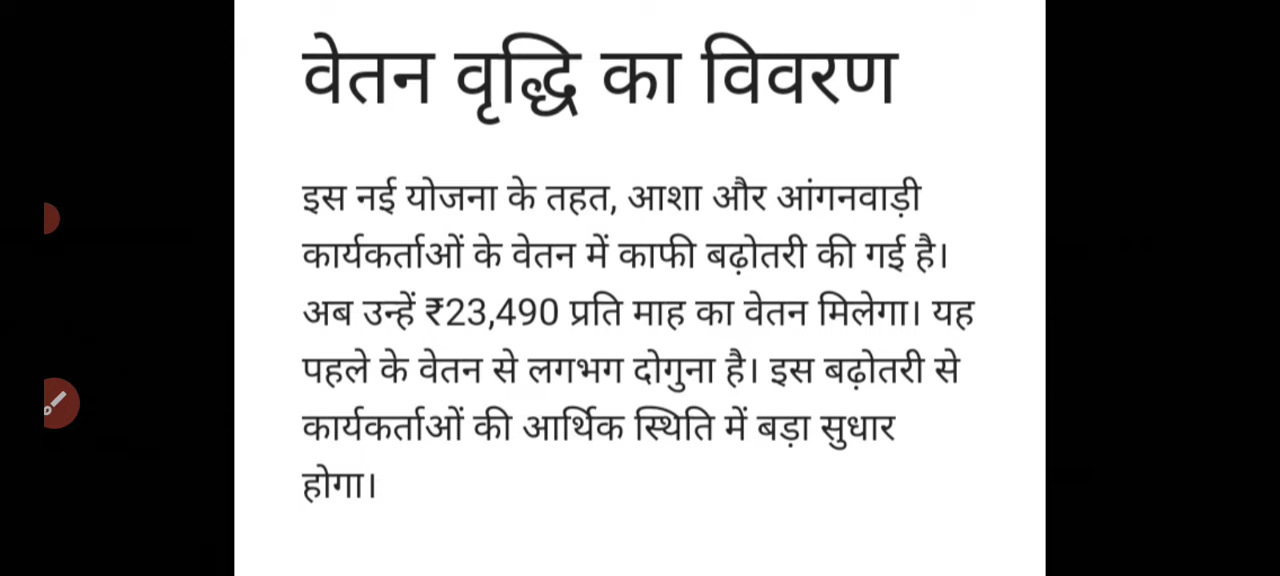 वेतन वृद्धि का विवरण
इस नई योजना के तहत, आशा और आंगनवाड़ी
कार्यकर्ताओं के वेतन में काफी बढ़ोतरी की गई है।
अब उन्हें ₹23,490 प्रति माह का वेतन मिलेगा। यह
पहले के वेतन से लगभग दोगुना है। इस बढ़ोतरी से
कार्यकर्ताओं की आर्थिक स्थिति में बड़ा सुधार
होगा।